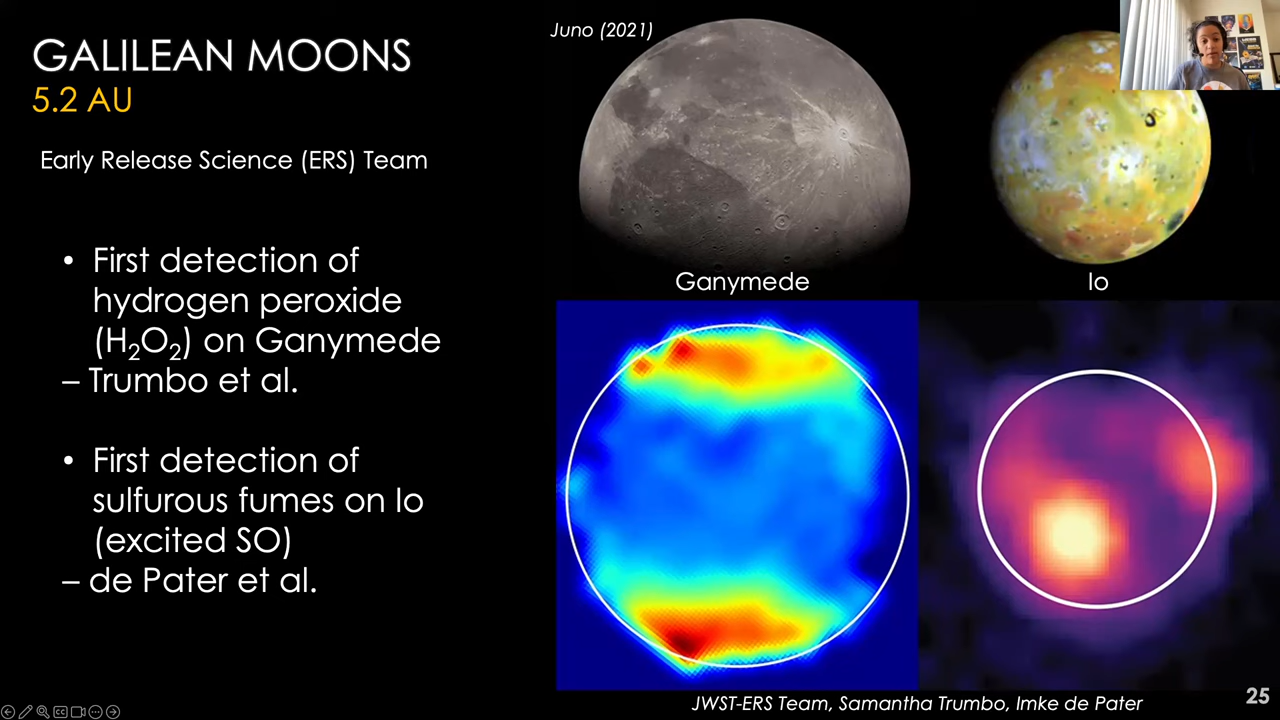 GALILEAN MOONS
5.2 AU
Early Release Science (ERS) Team
• First detection of
hydrogen peroxide
(H₂O₂) on Ganymede
– Trumbo et al.
• First detection of
sulfurous fumes on Io
(excited SO)
– de Pater et al.
Juno (2021)
Ganymede
Io
JWST-ERS Team, Samantha Trumbo, Imke de Pater
25